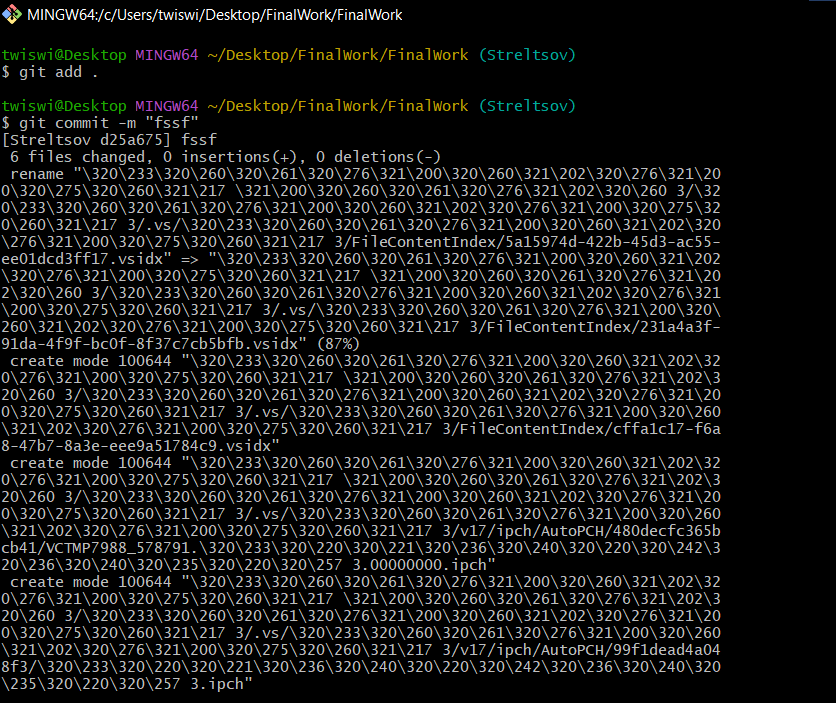 MINGW64:/c/Users/twiswi/Desktop/FinalWork/FinalWork
twiswi@Desktop MINGW64 ~/Desktop/FinalWork/FinalWork (Streltsov)
$ git add .
twiswi@Desktop MINGW64 ~/Desktop/FinalWork/FinalWork (Streltsov)
$ git commit -m "fssf"
[Streltsov d25a675] fssf
 6 files changed, 0 insertions(+), 0 deletions(-)
 rename "\320\233\320\260\320\261\320\276\321\200\320\260\321\202\320\276\321\20
0\320\275\320\260\321\217 \321\200\320\260\320\261\320\276\321\202\320\260 3/\32
0\233\320\260\320\261\320\276\321\200\320\260\321\202\320\276\321\200\320\275\32
0\260\321\217 3/.vs/\320\233\320\260\320\261\320\276\321\200\320\260\321\202\320
\276\321\200\320\275\320\260\321\217 3/FileContentIndex/5a15974d-422b-45d3-ac55-
ee01dcd3ff17.vsidx" => "\320\233\320\260\320\261\320\276\321\200\320\260\321\202
\320\276\321\200\320\275\320\260\321\217 \321\200\320\260\320\261\320\276\321\20
2\320\260 3/\320\233\320\260\320\261\320\276\321\200\320\260\321\202\320\276\321
\200\320\275\320\260\321\217 3/.vs/\320\233\320\260\320\261\320\276\321\200\320\
260\321\202\320\276\321\200\320\275\320\260\321\217 3/FileContentIndex/231a4a3f-
91da-4f9f-bc0f-8f37c7cb5bfb.vsidx" (87%)
 create mode 100644 "\320\233\320\260\320\261\320\276\321\200\320\260\321\202\32
0\276\321\200\320\275\320\260\321\217 \321\200\320\260\320\261\320\276\321\202\3
20\260 3/\320\233\320\260\320\261\320\276\321\200\320\260\321\202\320\276\321\20
0\320\275\320\260\321\217 3/.vs/\320\233\320\260\320\261\320\276\321\200\320\260
\321\202\320\276\321\200\320\275\320\260\321\217 3/FileContentIndex/cffa1c17-f6a
8-47b7-8a3e-eee9a51784c9.vsidx"
 create mode 100644 "\320\233\320\260\320\261\320\276\321\200\320\260\321\202\32
0\276\321\200\320\275\320\260\321\217 \321\200\320\260\320\261\320\276\321\202\3
20\260 3/\320\233\320\260\320\261\320\276\321\200\320\260\321\202\320\276\321\20
0\320\275\320\260\321\217 3/.vs/\320\233\320\260\320\261\320\276\321\200\320\260
\321\202\320\276\321\200\320\275\320\260\321\217 3/v17/ipch/AutoPCH/480decfc365b
cb41/VCTMP7988_578791.\320\233\320\220\320\221\320\236\320\240\320\220\320\242\3
20\236\320\240\320\235\320\220\320\257 3.00000000.ipch"
 create mode 100644 "\320\233\320\260\320\261\320\276\321\200\320\260\321\202\32
0\276\321\200\320\275\320\260\321\217 \321\200\320\260\320\261\320\276\321\202\3
20\260 3/\320\233\320\260\320\261\320\276\321\200\320\260\321\202\320\276\321\20
0\320\275\320\260\321\217 3/.vs/\320\233\320\260\320\261\320\276\321\200\320\260
\321\202\320\276\321\200\320\275\320\260\321\217 3/v17/ipch/AutoPCH/99f1dead4a04
8f3/\320\233\320\220\320\221\320\236\320\240\320\220\320\242\320\236\320\240\320
\235\320\220\320\257 3.ipch"